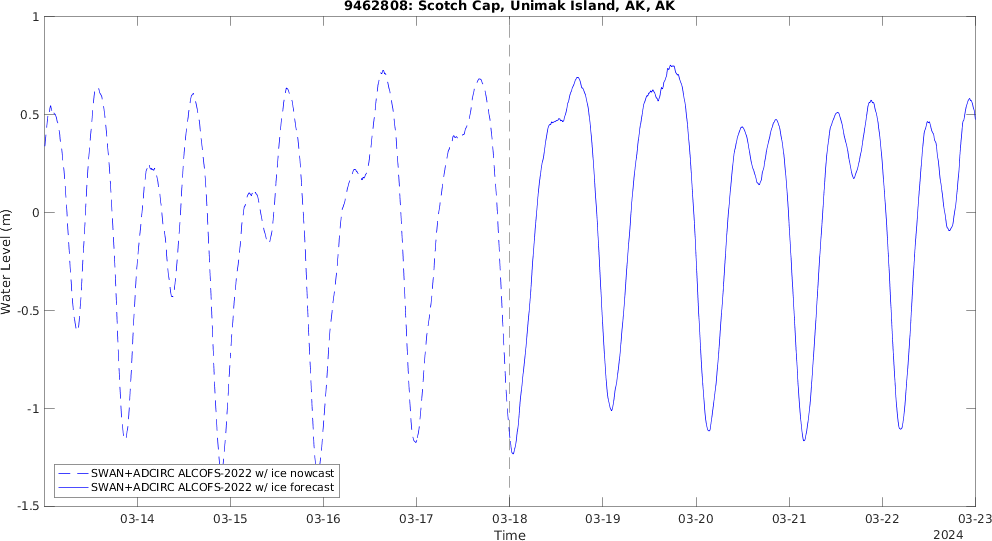 9462808: Scotch Cap, Unimak Island, AK, AK
Water Level (m)
1
0.5
0
-0.5
-1
-1.5
SWAN+ADCIRC ALCOFS-2022 w/ ice nowcast
SWAN+ADCIRC ALCOFS-2022 w/ ice forecast
03-14 03-15 03-16 03-17 03-18 03-19 03-20 03-21 03-22 03-23
Time
2024